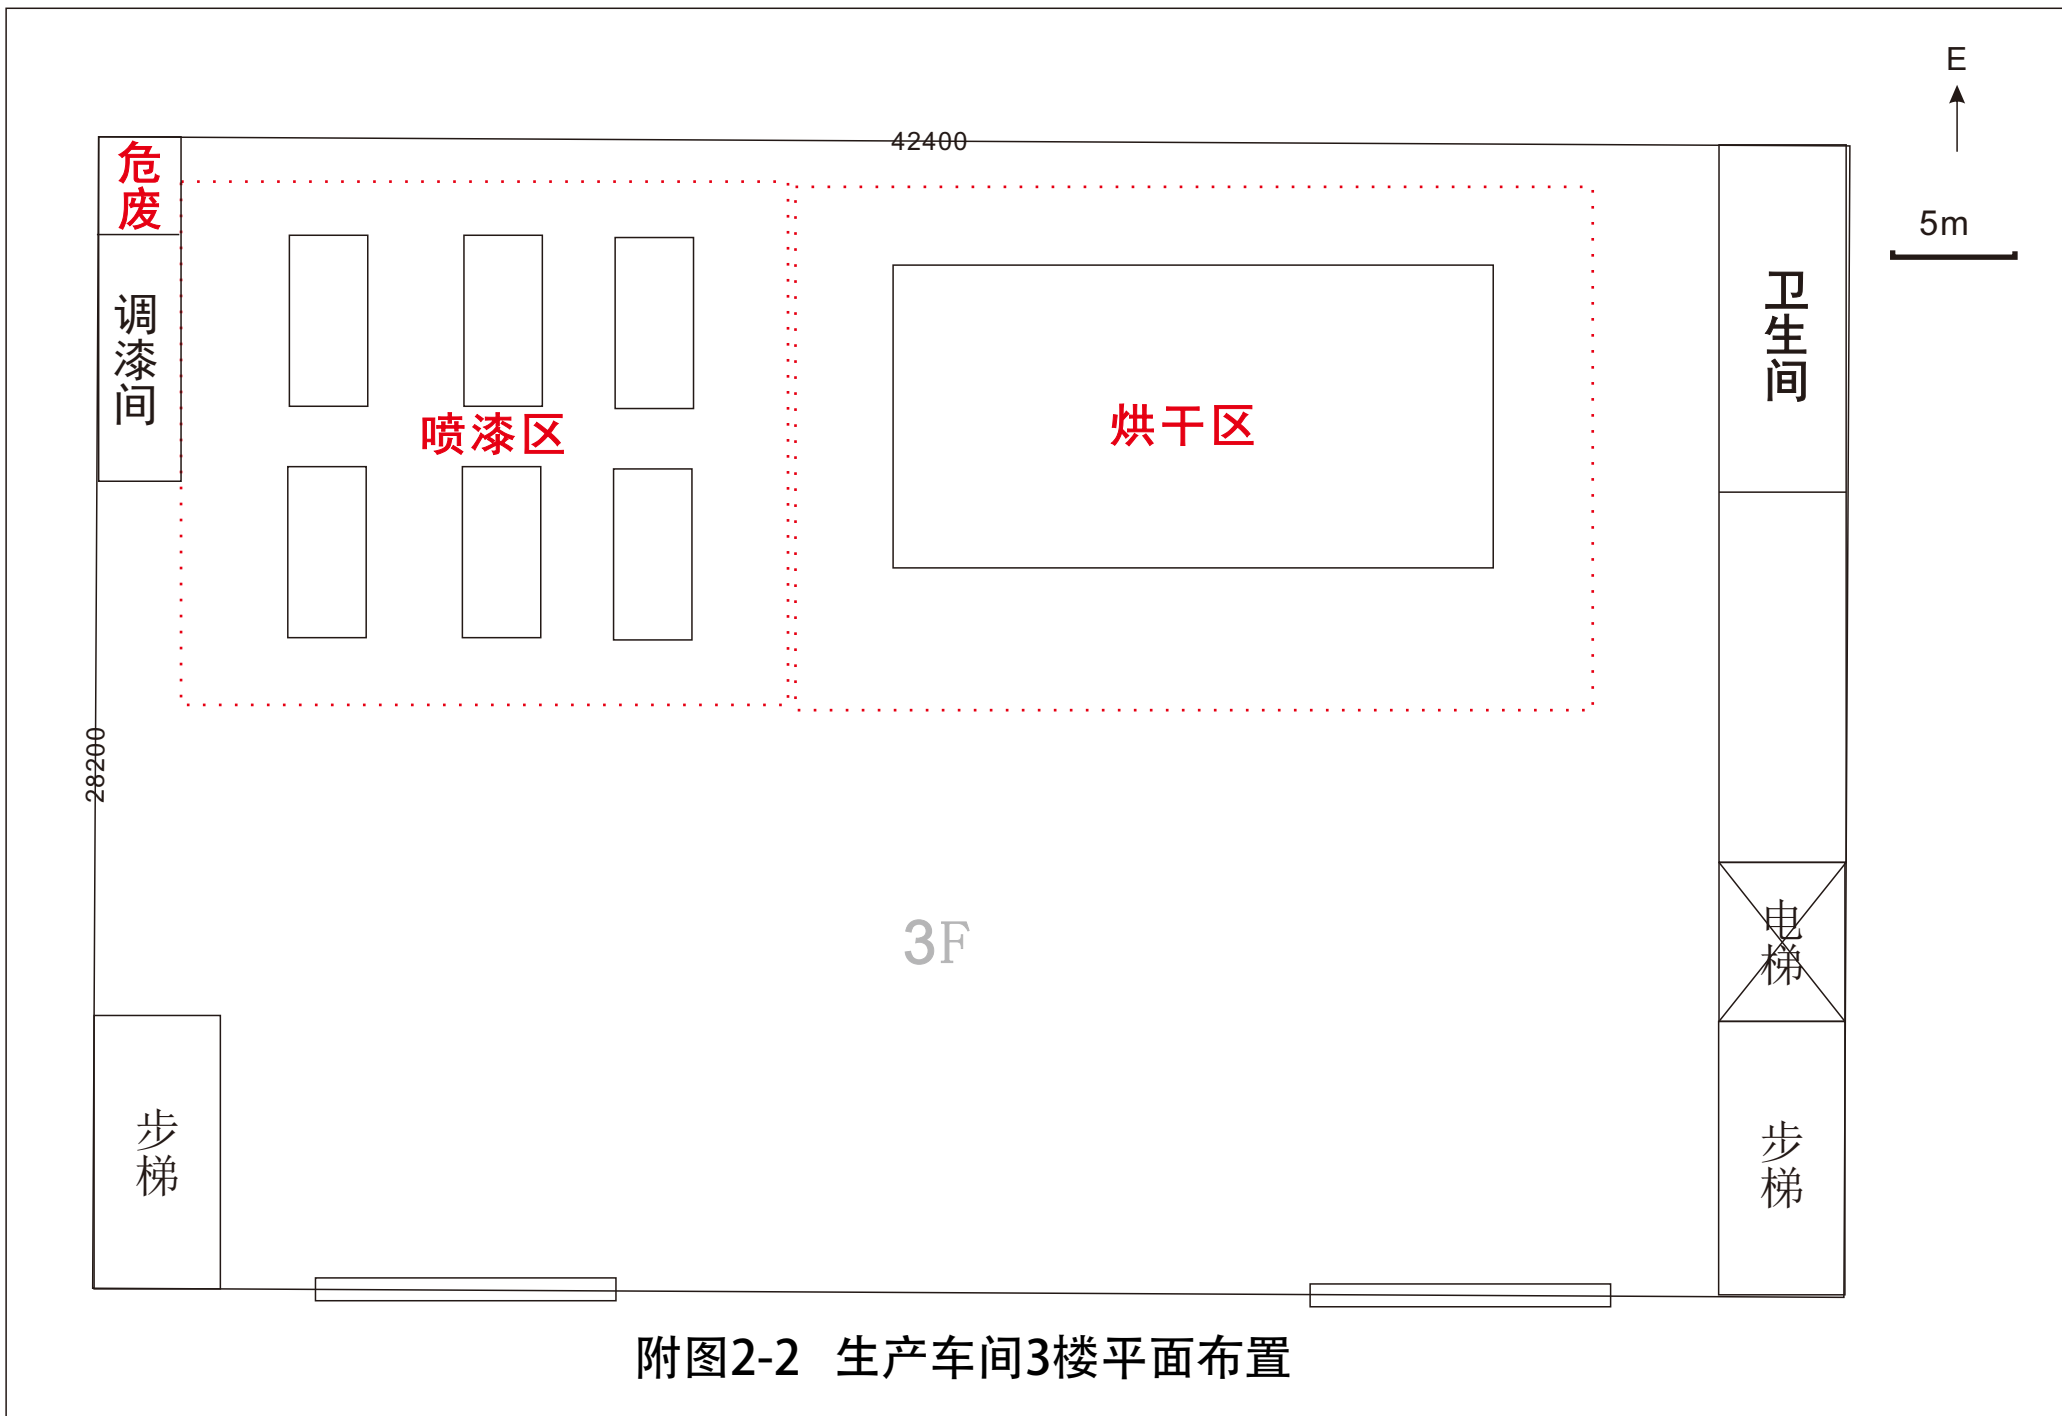 E
42400
5m
危废
调漆间
喷漆区
烘干区
卫生间
28200
3F
电梯
步梯
步梯
附图2-2 生产车间3楼平面布置